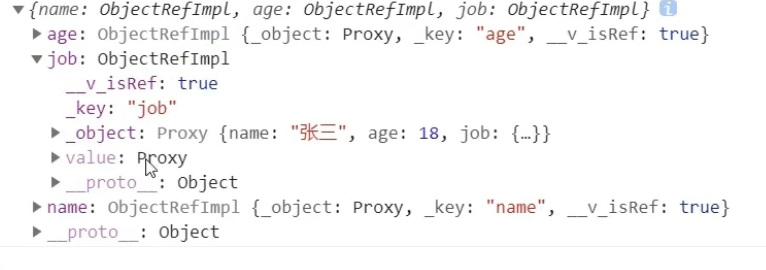 ▼{name: ObjectRefImpl, age: ObjectRefImpl, job: ObjectRefImpl} i
▶age: ObjectRefImpl {_object: Proxy, _key: "age", __v_isRef: true}
▼job: ObjectRefImpl
__v_isRef: true
_key: "job"
▶_object: Proxy {name: "张三", age: 18, job: {…}}
▶value: Proxy
▶__proto__: Object
▶name: ObjectRefImpl {_object: Proxy, _key: "name", __v_isRef: true}
▶__proto__: Object